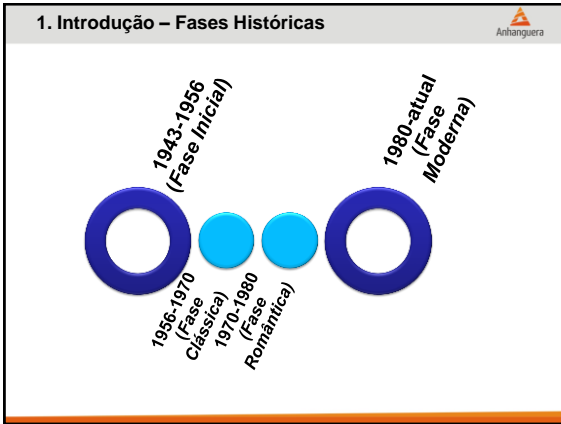 1. Introdução – Fases Históricas
Anhanguera
1943-1956
(Fase Inicial)
1956-1970
(Fase
Clássica)
1970-1980
(Fase
Romântica)
1980-atual
(Fase
Moderna)